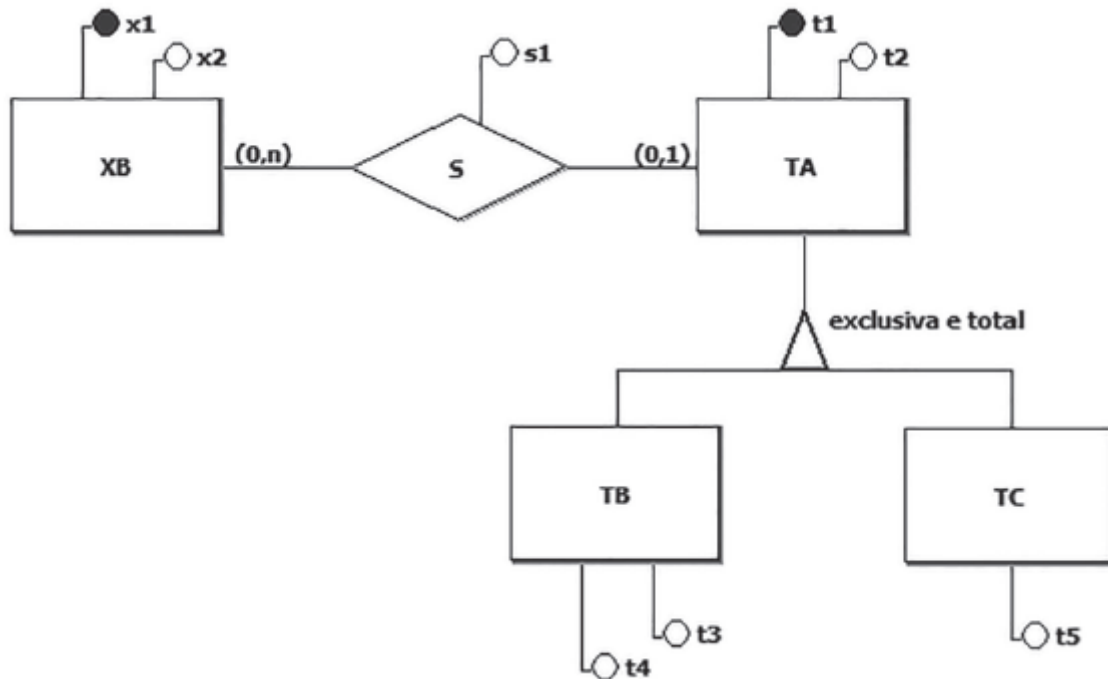 x1
x2
s1
t1
t2
XB
(0,n)
S
(0,1)
TA
exclusiva e total
TB
TC
t3
t4
t5